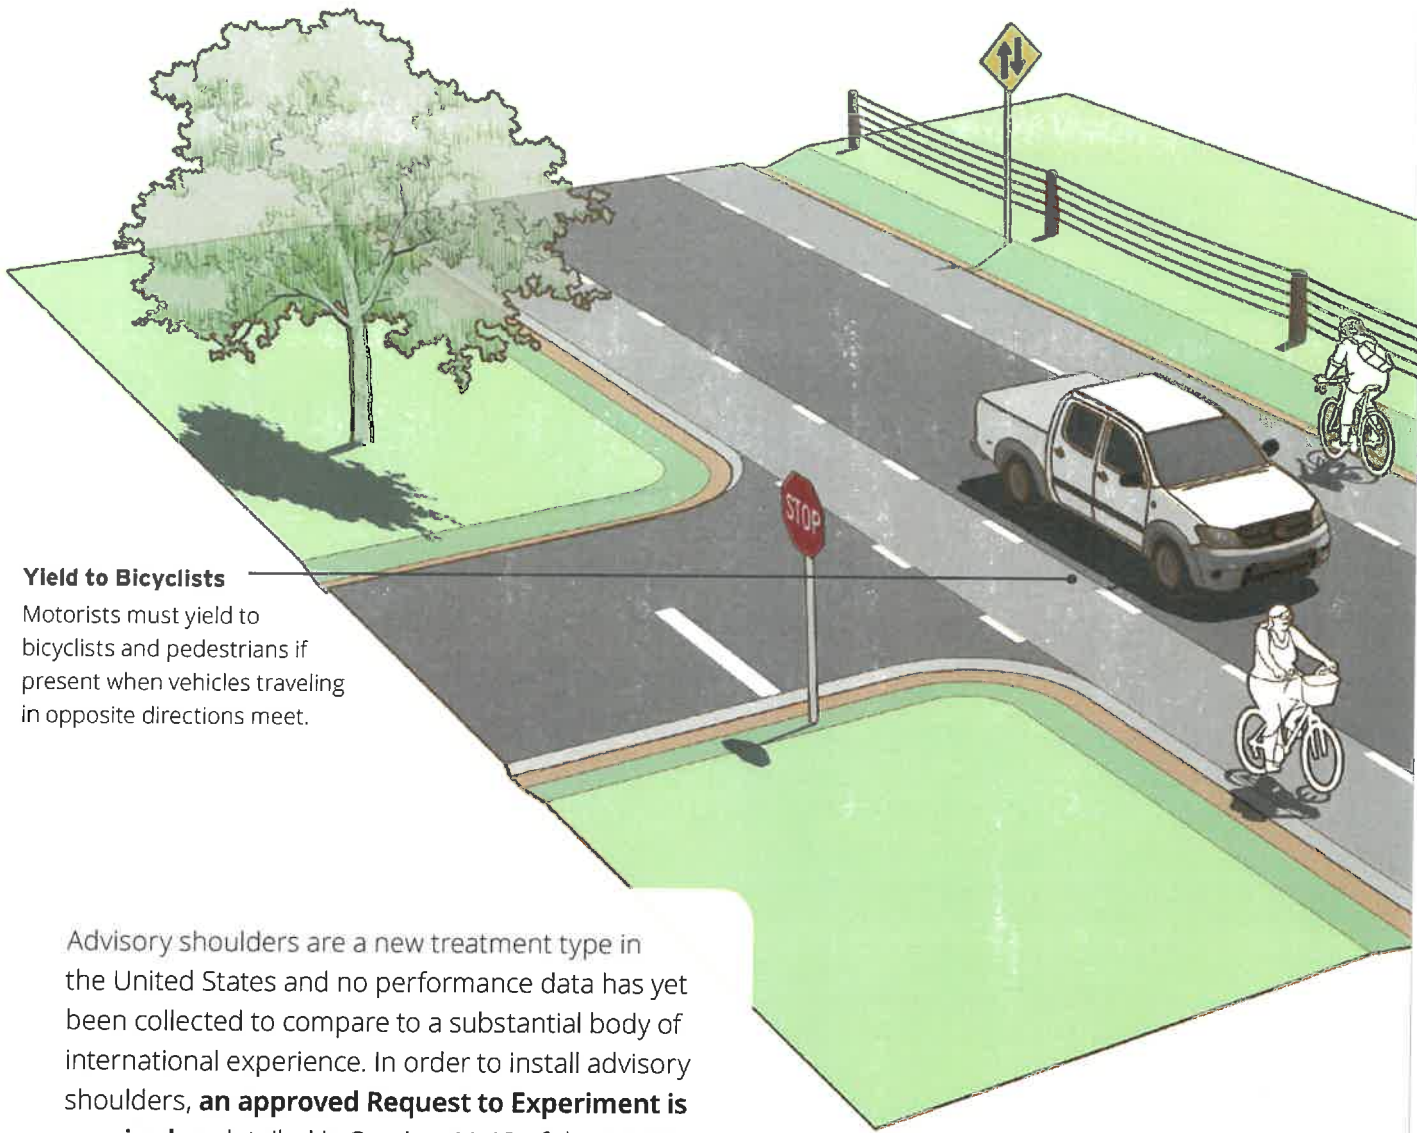 STOP
Yield to Bicyclists
Motorists must yield to
bicyclists and pedestrians if
present when vehicles traveling
in opposite directions meet.
Advisory shoulders are a new treatment type in
the United States and no performance data has yet
been collected to compare to a substantial body of
international experience. In order to install advisory
shoulders, an approved Request to Experiment is